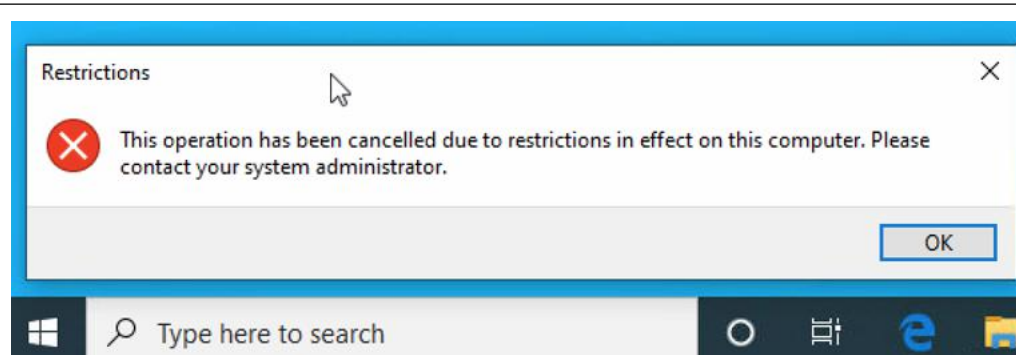 Restrictions
This operation has been cancelled due to restrictions in effect on this computer. Please
contact your system administrator.
OK
Type here to search